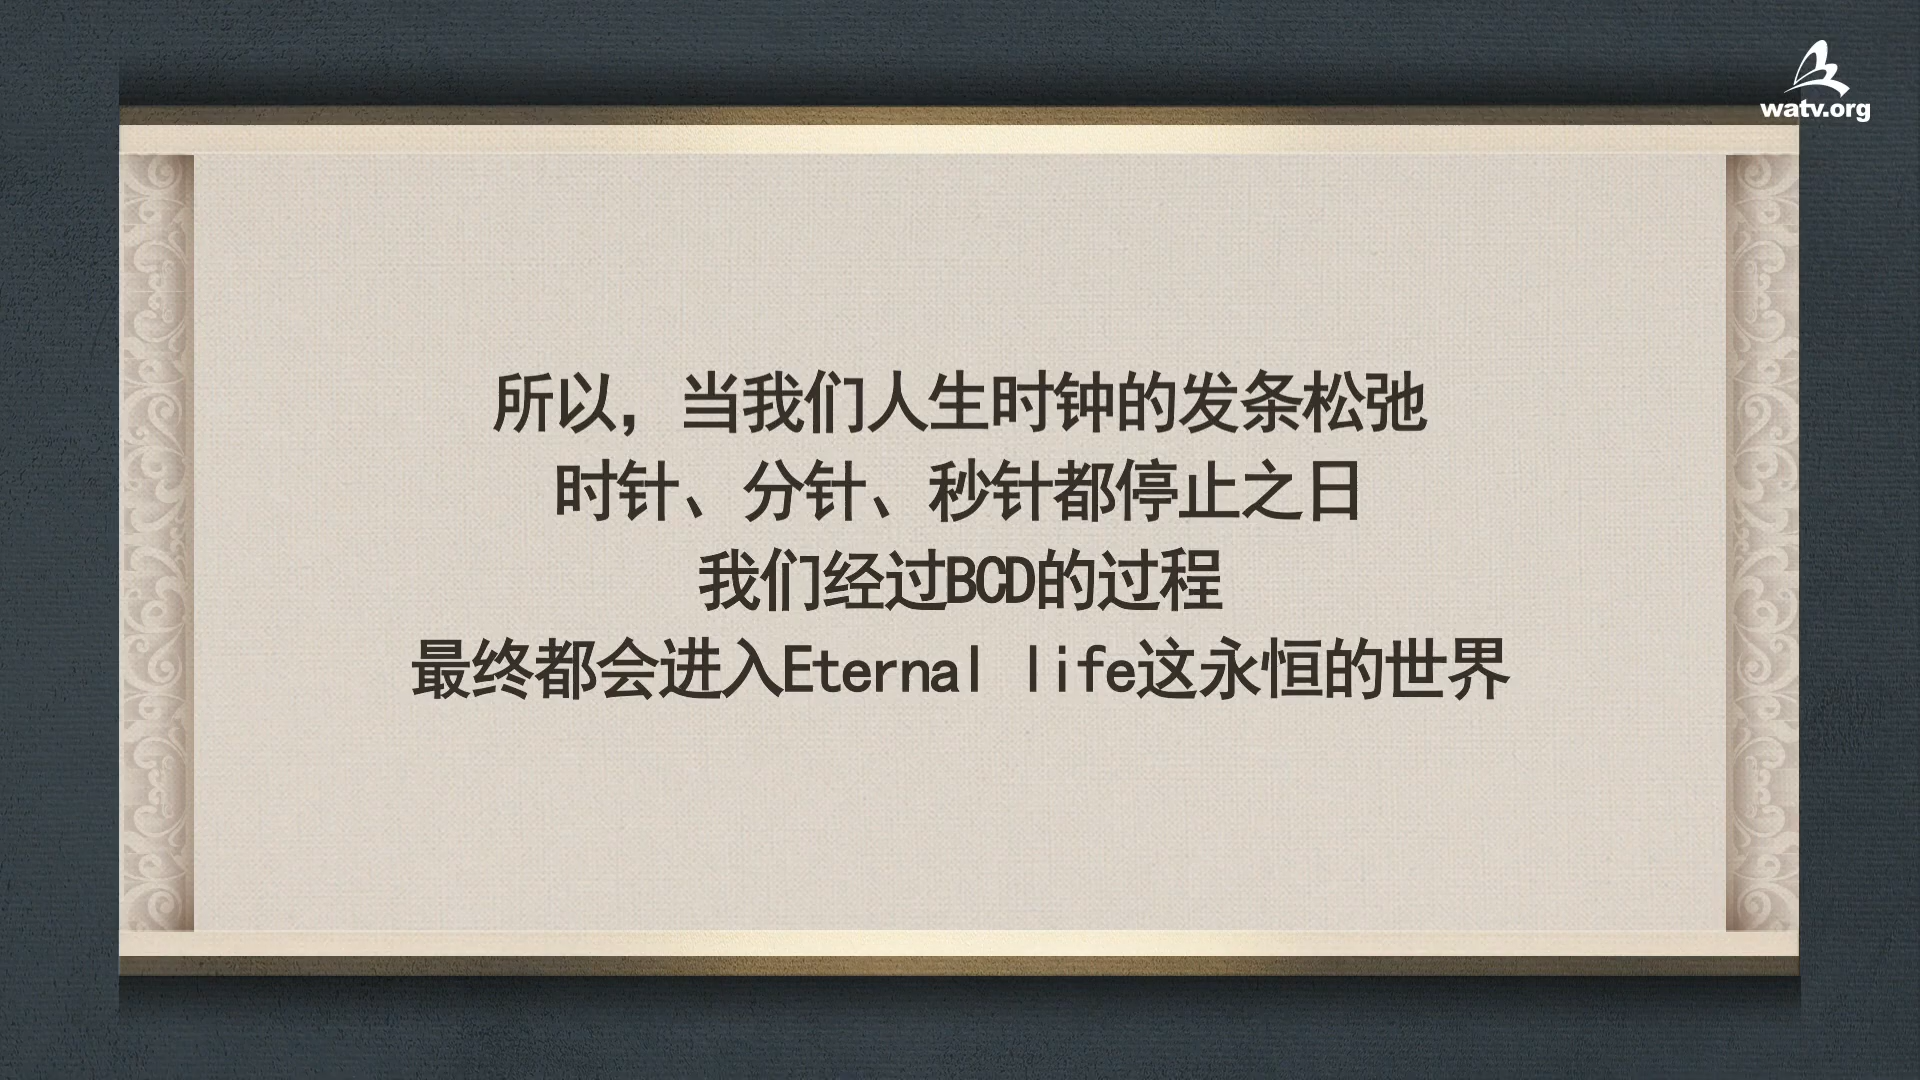 watv.org
所以，当我们人生时钟的发条松弛
时针、分针、秒针都停止之日
我们经过BCD的过程
最终都会进入Eternal life这永恒的世界